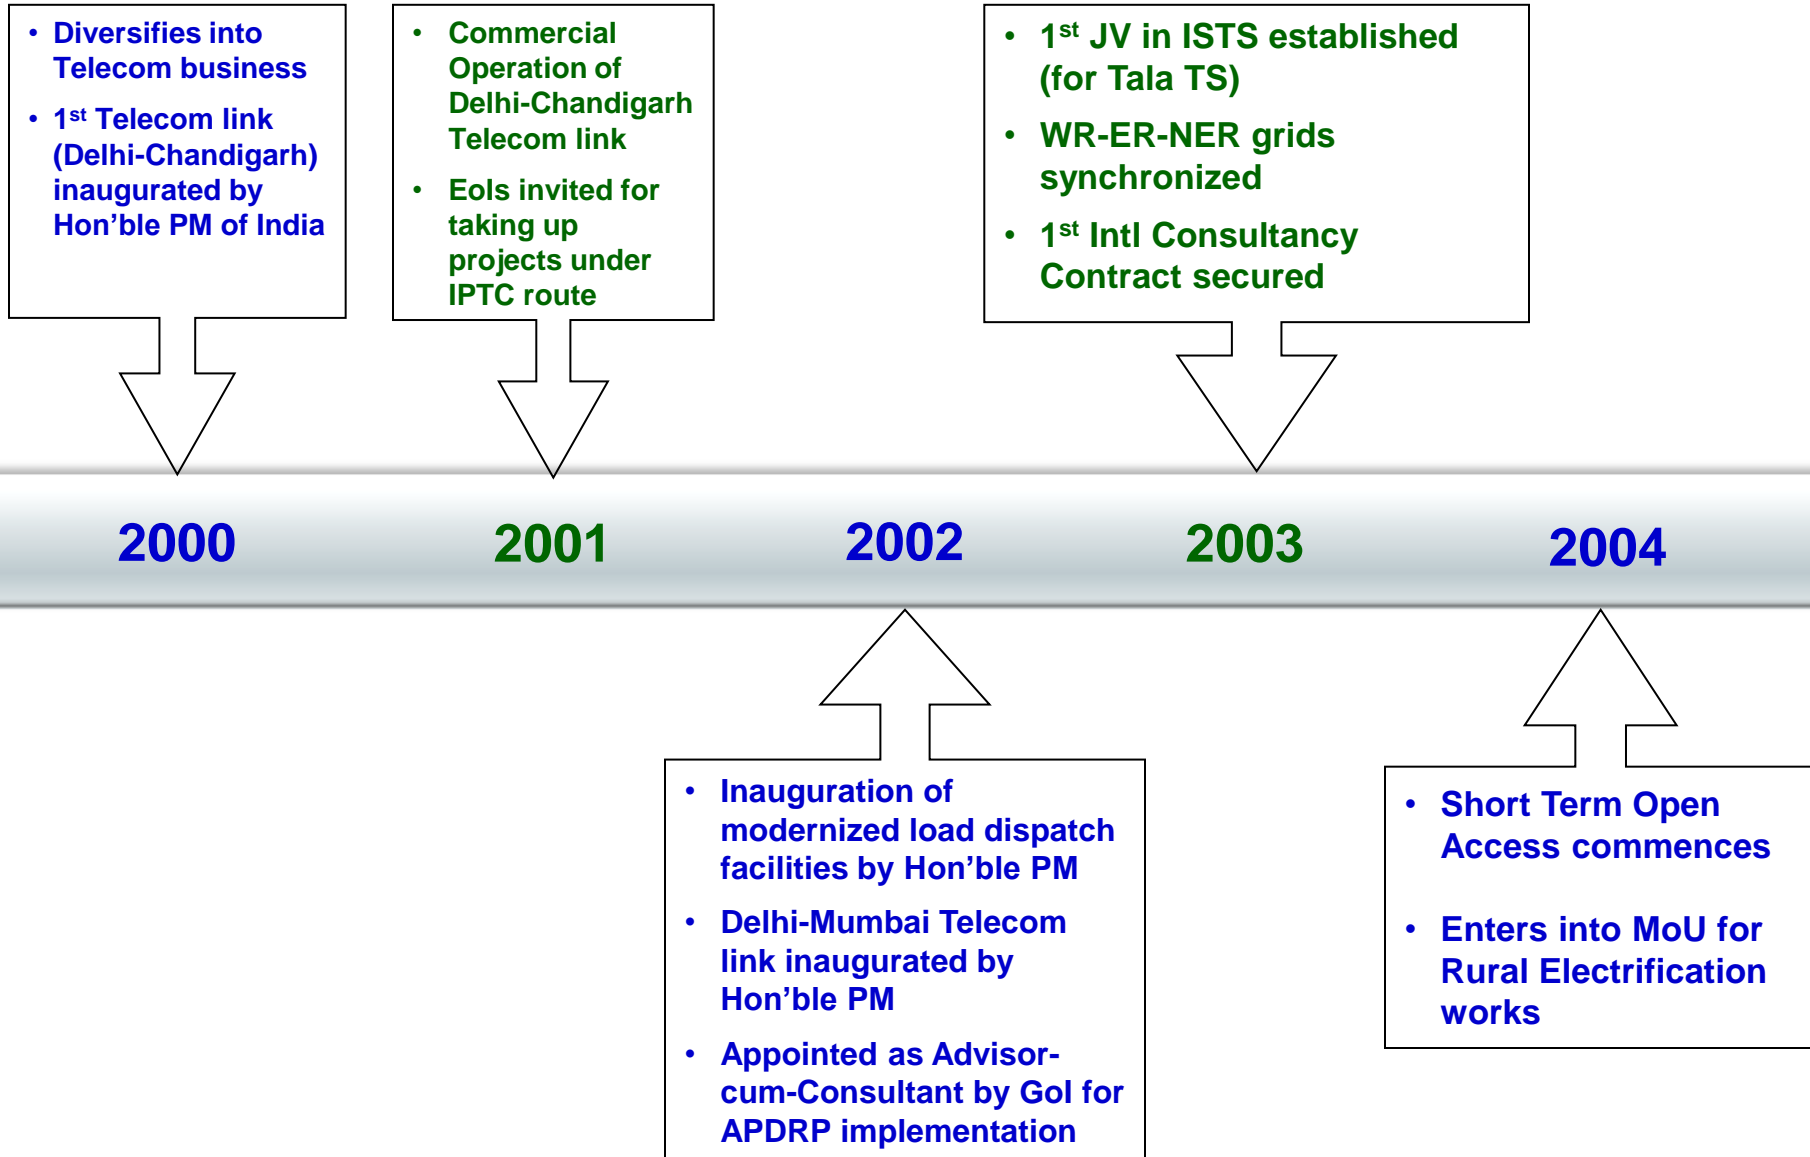 • Diversifies into
Telecom business
• 1st Telecom link
(Delhi-Chandigarh)
inaugurated by
Hon’ble PM of India
• Commercial
Operation of
Delhi-Chandigarh
Telecom link
• EoIs invited for
taking up
projects under
IPTC route
• 1st JV in ISTS established
(for Tala TS)
• WR-ER-NER grids
synchronized
• 1st Intl Consultancy
Contract secured
2000
2001
2002
2003
2004
• Inauguration of
modernized load dispatch
facilities by Hon’ble PM
• Delhi-Mumbai Telecom
link inaugurated by
Hon’ble PM
• Appointed as Advisor-
cum-Consultant by GoI for
APDRP implementation
• Short Term Open
Access commences
• Enters into MoU for
Rural Electrification
works